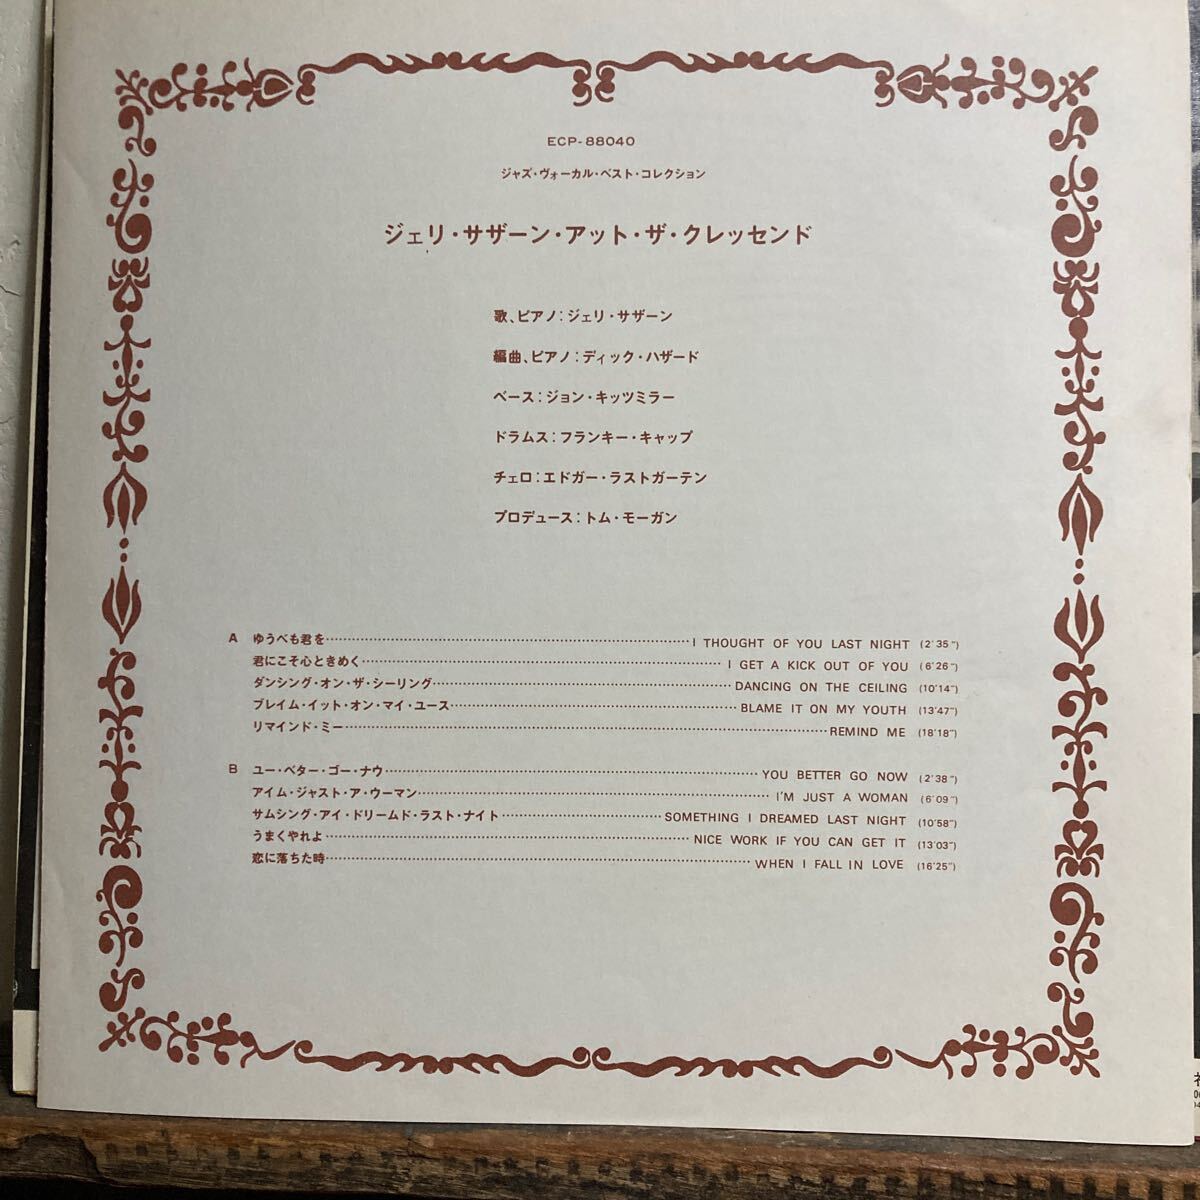 ECP-88040
ジャズ・ヴォーカル・ベスト・コレクション
ジェリ・サザーン・アット・ザ・クレッセンド
歌、ピアノ：ジェリ・サザーン
編曲、ピアノ：ディック・ハザード
ベース：ジョン・キッツミラー
ドラムス：フランキー・キャップ
チェロ：エドガー・ラストガーテン
プロデュース：トム・モーガン
A ゆうべも君を I THOUGHT OF YOU LAST NIGHT (2'35")
君にこそ心ときめく I GET A KICK OUT OF YOU (6'26")
ダンシング・オン・ザ・シーリング DANCING ON THE CEILING (10'14")
ブレイム・イット・オン・マイ・ユース BLAME IT ON MY YOUTH (13'47")
リマインド・ミー REMIND ME (18'18")
B ユー・ベター・ゴー・ナウ YOU BETTER GO NOW (2'38")
アイム・ジャスト・ア・ウーマン I'M JUST A WOMAN (6'09")
サムシング・アイ・ドリームド・ラスト・ナイト SOMETHING I DREAMED LAST NIGHT (10'58")
うまくやれよ NICE WORK IF YOU CAN GET IT (13'03")
恋に落ちた時 WHEN I FALL IN LOVE (16'25")